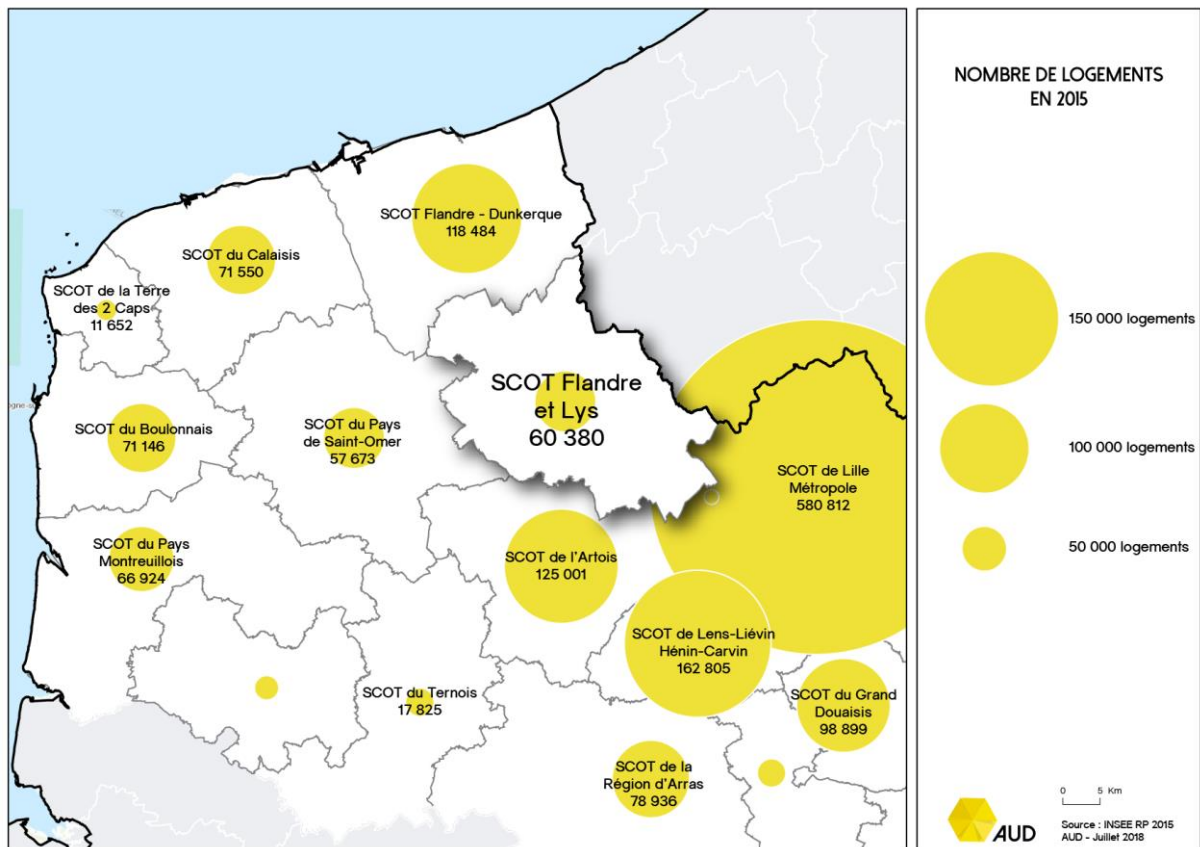 SCOT Flandre - Dunkerque
118 484
SCOT du Calaisis
71 550
SCOT de la Terre
des 2 Caps
11 652
SCOT Flandre
et Lys
60 380
SCOT du Boulonnais
71 146
SCOT du Pays
de Saint-Omer
57 673
SCOT de Lille
Métropole
580 812
SCOT du Pays
Montreuillois
66 924
SCOT de l'Artois
125 001
SCOT de Lens-Liévin
Hénin-Carvin
162 805
SCOT du Ternois
17 825
SCOT du Grand
Douaisis
98 899
SCOT de la
Région d'Arras
78 936
NOMBRE DE LOGEMENTS
EN 2015
150 000 logements
100 000 logements
50 000 logements
0 5 Km
AUD
Source : INSEE RP 2015
AUD - Juillet 2018